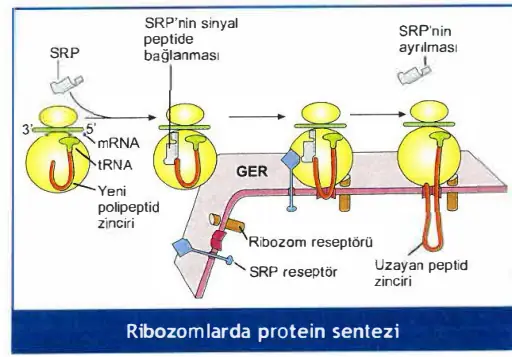 SRP
SRP'nin sinyal
peptide
bağlanması
SRP'nin
ayrılması
3'
5'
mRNA
tRNA
Yeni
polipeptid
zinciri
GER
Ribozom reseptörü
SRP reseptör
Uzayan peptid
zinciri
Ribozomlarda protein sentezi